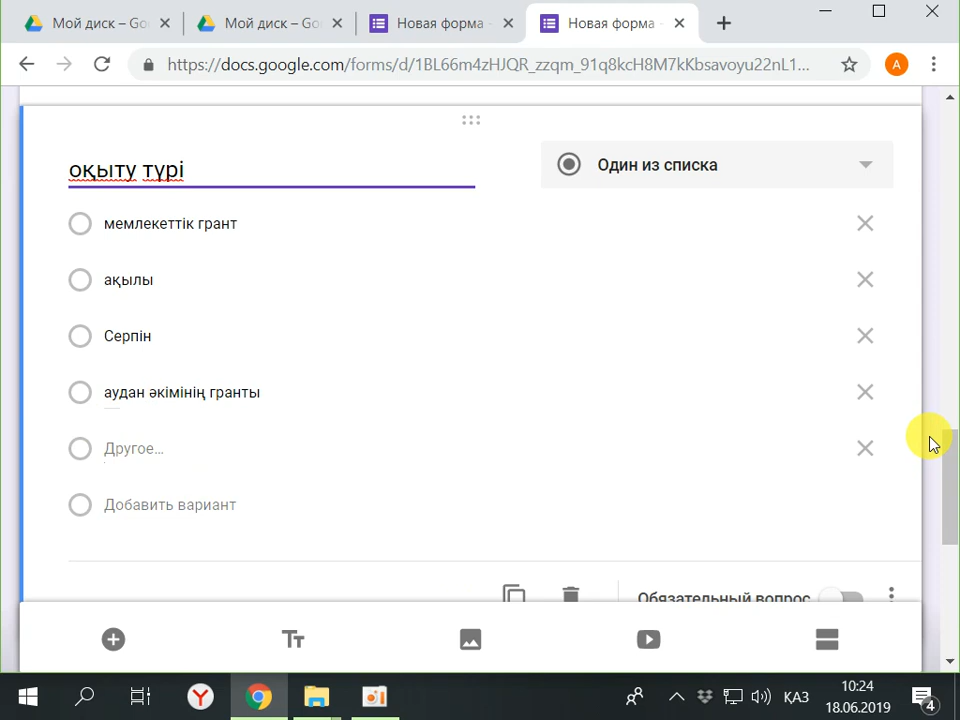 Мой диск – Go
Мой диск – Go
Новая форма -
Новая форма -
https://docs.google.com/forms/d/1BL66m4zHJQR_zzqm_91q8kcH8M7kKbsavoyu22nL1...
A
оқыту түрі
Один из списка
мемлекеттік грант
ақылы
Серпін
аудан әкімінің гранты
Другое...
Добавить вариант
Обязательный вопрос
Тт
ҚАЗ
10:24
18.06.2019
4